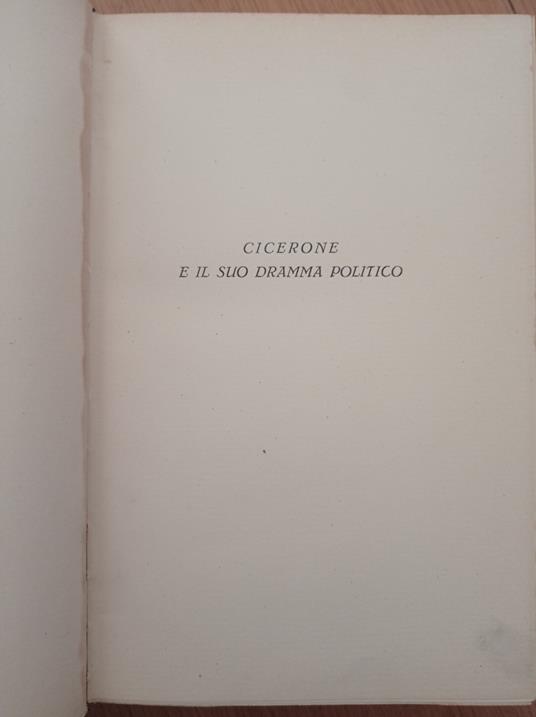 CICERONE
E IL SUO DRAMMA POLITICO